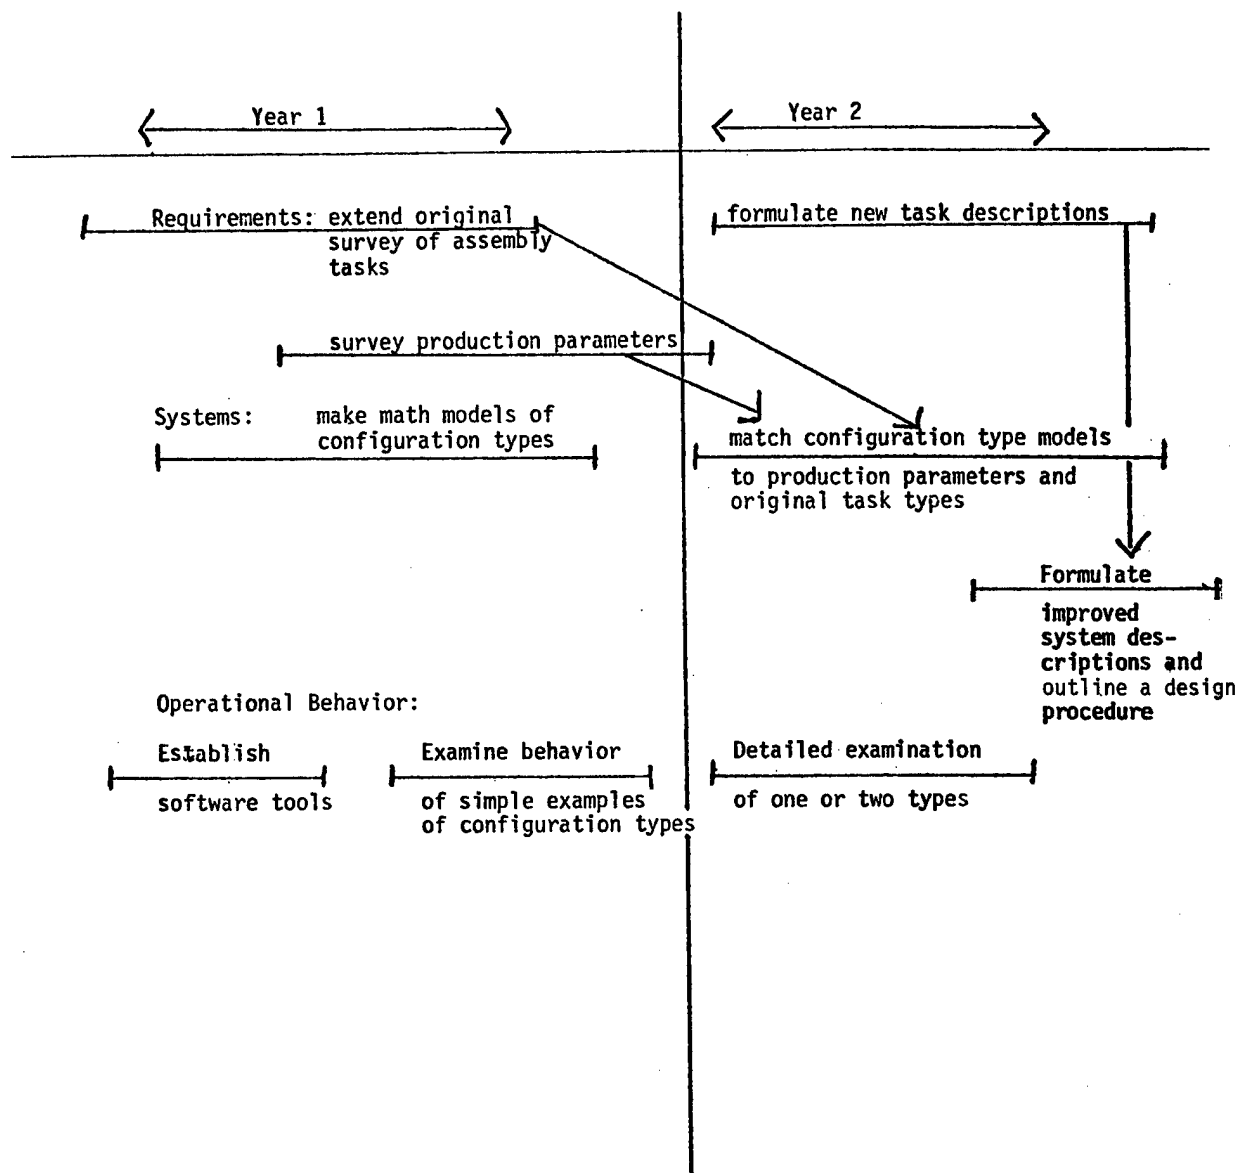 Year 1
Year 2
Requirements: extend original
survey of assembly
tasks
formulate new task descriptions
survey production parameters
Systems: make math models of
configuration types
match configuration type models
to production parameters and
original task types
Formulate
improved
system des-
criptions and
outline a design
procedure
Operational Behavior:
Establish
software tools
Examine behavior
of simple examples
of configuration types
Detailed examination
of one or two types